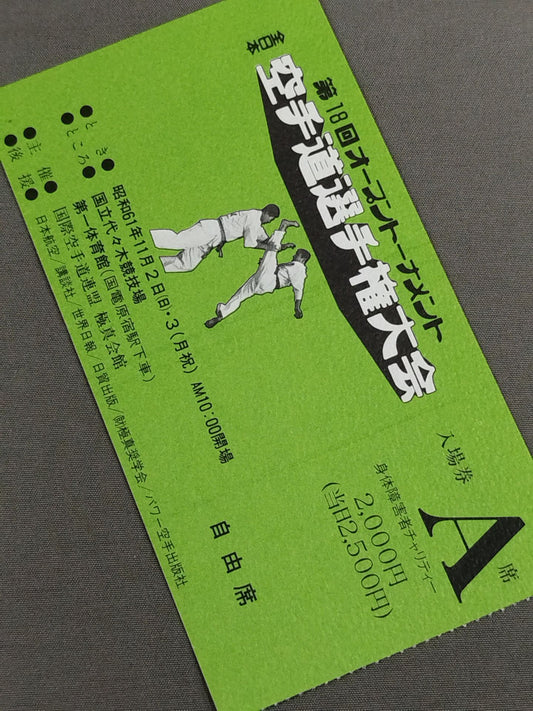 第18回オープントーナメント
全日本
空手道選手権大会
●とき●昭和61年11月2日(日)・3(月祝) AM10:00開場
●ところ●国立代々木競技場
第一体育館(国電原宿駅下車)
●主催●国際空手道連盟 極真会館
●後援●日本航空/講談社/世界日報/日貿出版/(財)極真奨学会/パワー空手出版社
自由席
入場券
A席
身体障害者チャリティー
2,000円
(当日2,500円)